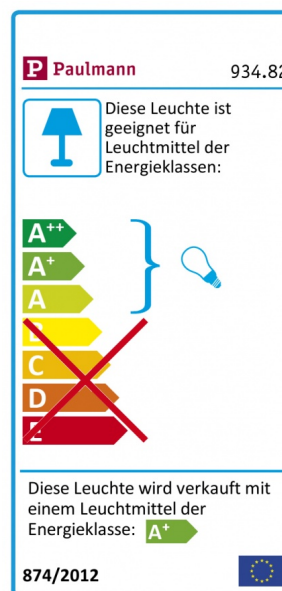 P Paulmann 934.82
Diese Leuchte ist
geeignet für
Leuchtmittel der
Energieklassen:
A++
A+
A
B
C
D
E
Diese Leuchte wird verkauft mit
einem Leuchtmittel der
Energieklasse: A+
874/2012